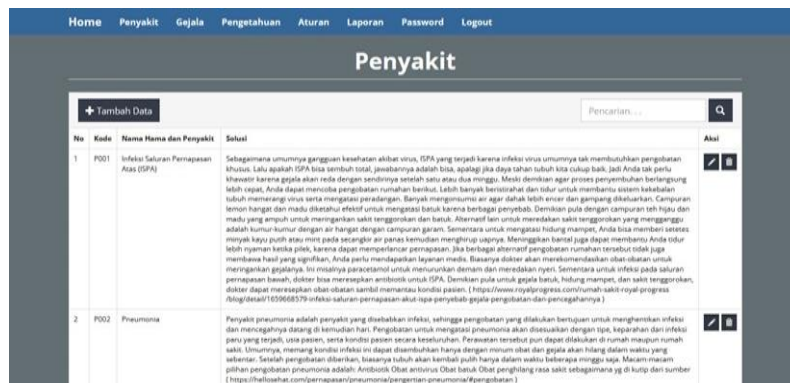 Home Penyakit Gejala Pengetahuan Aturan Laporan Password Logout
Penyakit
Tambah Data
Pencarian. . .
No Kode Nama Hama dan Penyakit Solusi Aksi
1 P001 Infeksi Saluran Pernapasan Atas (ISPA)
Sebagaimana umumnya gangguan kesehatan akibat virus, ISPA yang terjadi karena infeksi virus umumnya tak membutuhkan pengobatan
khusus. Lalu apakah ISPA bisa sembuh total, jawabannya adalah bisa, apalagi jika daya tahan tubuh kita cukup baik. Jadi Anda tak perlu
khawatir karena gejala akan reda dengan sendirinya setelah satu atau dua minggu. Meski demikian agar proses penyembuhan berlangsung
lebih cepat, Anda dapat mencoba pengobatan rumahan berikut. Lebih banyak beristirahat dan tidur untuk membantu sistem kekebalan
tubuh memerangi virus serta mengatasi peradangan. Banyak mengonsumsi air agar dahak lebih encer dan gampang dikeluarkan. Campuran
lemon hangat dan madu diketahui efektif untuk mengatasi batuk karena berbagai penyebab. Demikian pula dengan campuran teh hijau dan
madu yang ampuh untuk meringankan sakit tenggorokan dan batuk. Alternatif lain untuk meredakan sakit tenggorokan yang mengganggu
adalah kumur-kumur dengan air hangat dengan campuran garam. Sementara untuk mengatasi hidung mampet, Anda bisa memberi setetes
minyak kayu putih atau mint pada secangkir air panas kemudian menghirup uapnya. Meninggikan bantal juga dapat membantu Anda tidur
lebih nyaman ketika pilek, karena dapat memperlancar pernapasan. Jika berbagai alternatif pengobatan rumahan tersebut tidak juga
membawa hasil yang signifikan, Anda perlu mendapatkan layanan medis. Biasanya dokter akan merekomendasikan obat-obatan untuk
meringankan gejalanya. Ini misalnya paracetamol untuk menurunkan demam dan meredakan nyeri. Sementara untuk infeksi pada saluran
pernapasan bawah, dokter bisa meresepkan antibiotik untuk ISPA. Demikian pula untuk gejala batuk, hidung mampet, dan sakit tenggorokan,
dokter dapat meresepkan obat-obatan sambil memantau kondisi pasien. ( https://www.royalprogress.com/rumah-sakit-royal-progress
/blog/detail/1659668579-infeksi-saluran-pernapasan-akut-ispa-penyebab-gejala-pengobatan-dan-pencegahannya )
2 P002 Pneumonia
Penyakit pneumonia adalah penyakit yang disebabkan infeksi, sehingga pengobatan yang dilakukan bertujuan untuk menghentikan infeksi
dan mencegahnya datang di kemudian hari. Pengobatan untuk mengatasi pneumonia akan disesuaikan dengan tipe, keparahan dari infeksi
paru yang terjadi, usia pasien, serta kondisi pasien secara keseluruhan. Perawatan tersebut pun dapat dilakukan di rumah maupun rumah
sakit. Umumnya, memang kondisi infeksi ini dapat disembuhkan hanya dengan minum obat dan gejala akan hilang dalam waktu yang
sebentar. Setelah pengobatan diberikan, biasanya tubuh akan kembali pulih hanya dalam waktu beberapa minggu saja. Macam-macam
pilihan pengobatan pneumonia adalah: Antibiotik Obat antivirus Obat batuk Obat penghilang rasa sakit sebagaimana yg di kutip dari sumber
( https://hellosehat.com/pernapasan/pneumonia/pengertian-pneumonia/#pengobatan )